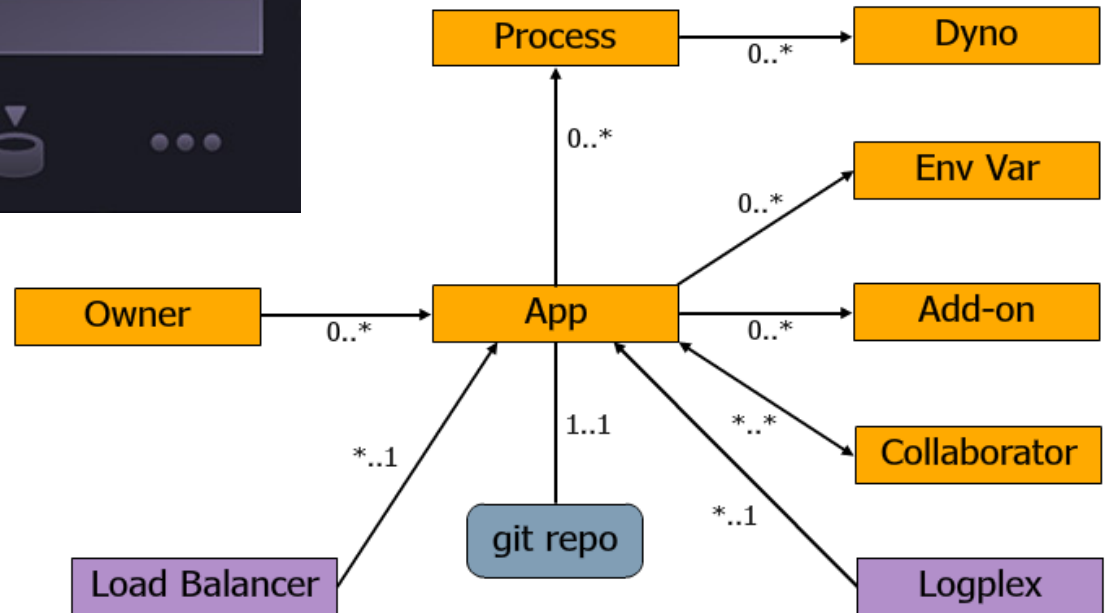 Process
0..*
Dyno
0..*
Env Var
0..*
Owner
0..*
App
0..*
Add-on
*..1
1..1
*..*
Collaborator
*..1
git repo
Load Balancer
Logplex